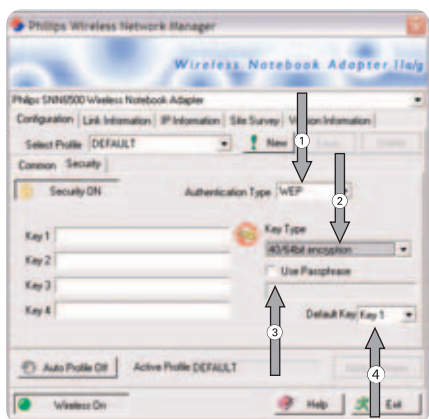 Philips Wireless Network Manager
Wireless Notebook Adapter 11a/g
Philips SNN6500 Wireless Notebook Adapter
Configuration Link Information IP Information Site Survey Version Information
Select Profile DEFAULT New
Common Security
Security ON Authentication Type WEP
1
2
Key 1 Key Type
40/64bit encryption
Key 2 Use Passphrase
Key 3
Key 4 Default Key Key 1
3
4
Auto Profile Off Active Profile DEFAULT
Wireless On Help Exit